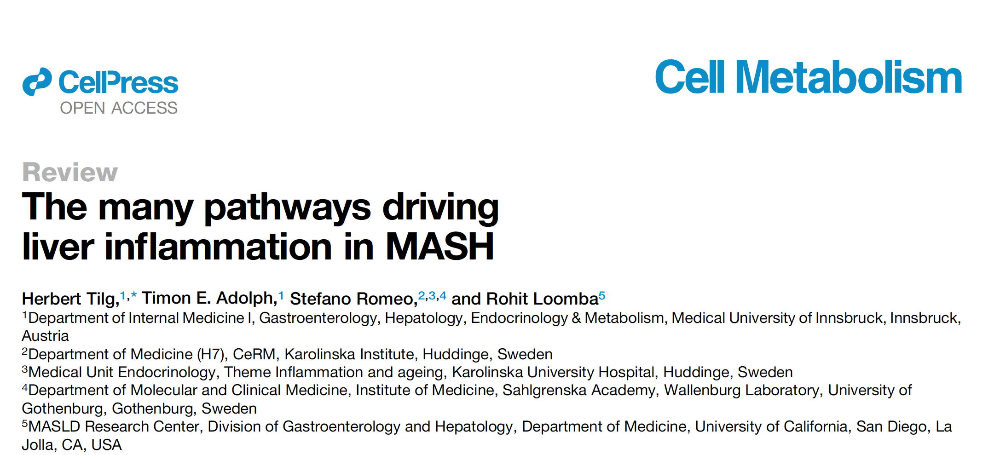 CellPress
OPEN ACCESS
Cell Metabolism
Review
The many pathways driving
liver inflammation in MASH
Herbert Tilg,1,* Timon E. Adolph,1 Stefano Romeo,2,3,4 and Rohit Loomba5
1Department of Internal Medicine I, Gastroenterology, Hepatology, Endocrinology & Metabolism, Medical University of Innsbruck, Innsbruck,
Austria
2Department of Medicine (H7), CeRM, Karolinska Institute, Huddinge, Sweden
3Medical Unit Endocrinology, Theme Inflammation and ageing, Karolinska University Hospital, Huddinge, Sweden
4Department of Molecular and Clinical Medicine, Institute of Medicine, Sahlgrenska Academy, Wallenburg Laboratory, University of
Gothenburg, Gothenburg, Sweden
5MASLD Research Center, Division of Gastroenterology and Hepatology, Department of Medicine, University of California, San Diego, La
Jolla, CA, USA